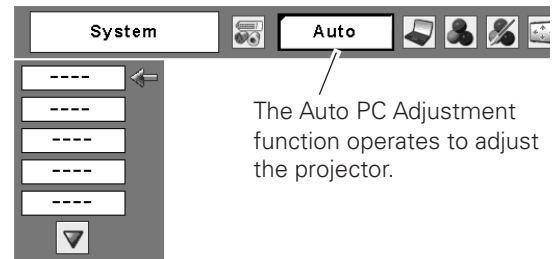 System
Auto
----
----
----
----
----
The Auto PC Adjustment
function operates to adjust
the projector.